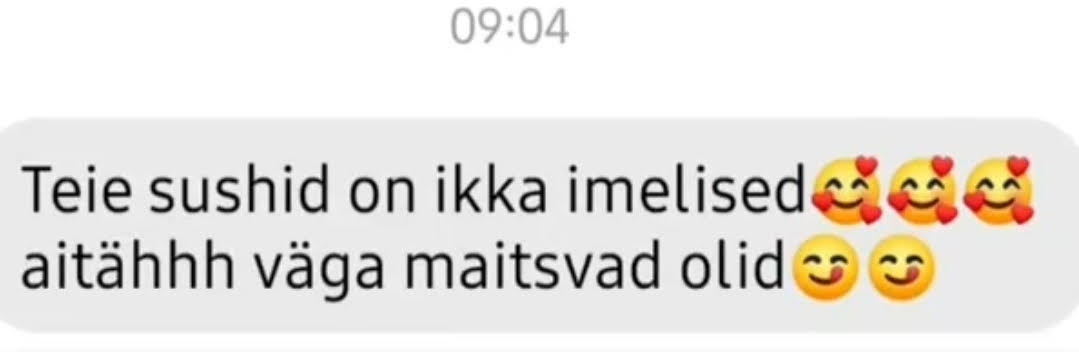 09:04
Teie sushid on ikka imelised🥰🥰🥰
aitähhh väga maitsvad olid😋😋